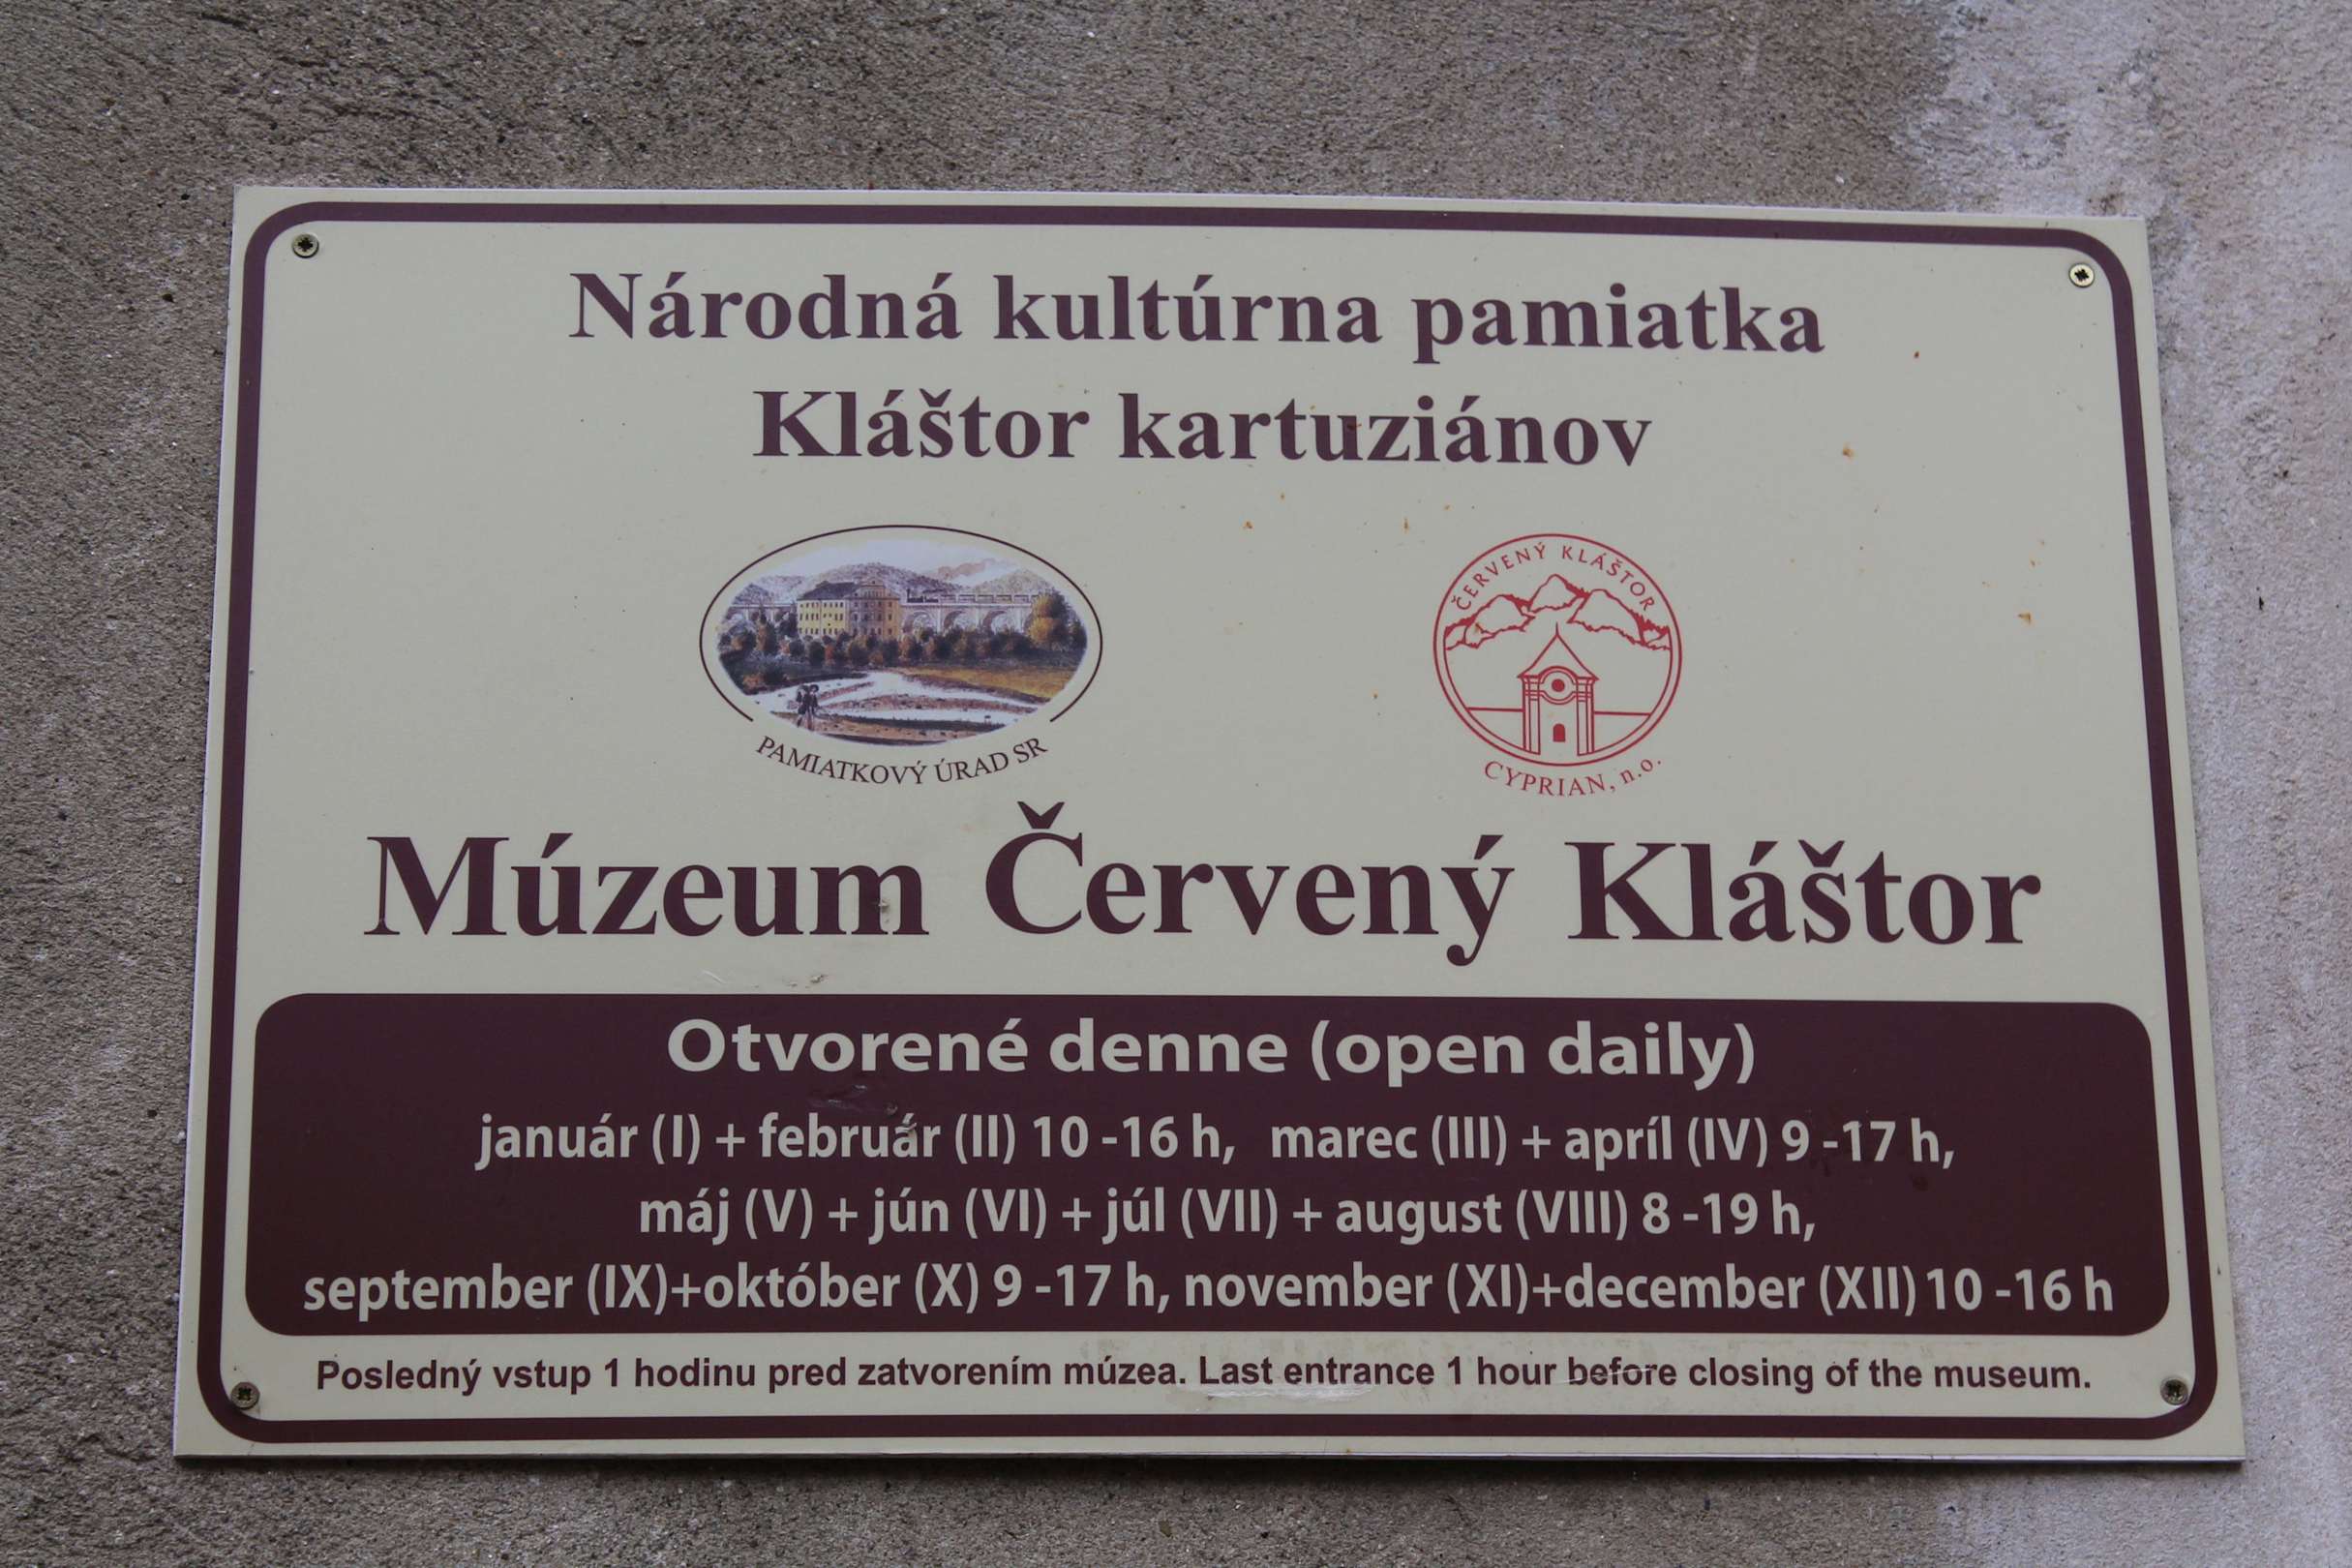 Národná kultúrna pamiatka
Kláštor kartuziánov
PAMIATKOVÝ ÚRAD SR
ČERVENÝ KLÁŠTOR
CYPRIAN, n.o.
Múzeum Červený Kláštor
Otvorené denne (open daily)
január (I) + február (II) 10 -16 h, marec (III) + apríl (IV) 9 -17 h,
máj (V) + jún (VI) + júl (VII) + august (VIII) 8 -19 h,
september (IX)+október (X) 9 -17 h, november (XI)+december (XII) 10 -16 h
Posledný vstup 1 hodinu pred zatvorením múzea. Last entrance 1 hour before closing of the museum.